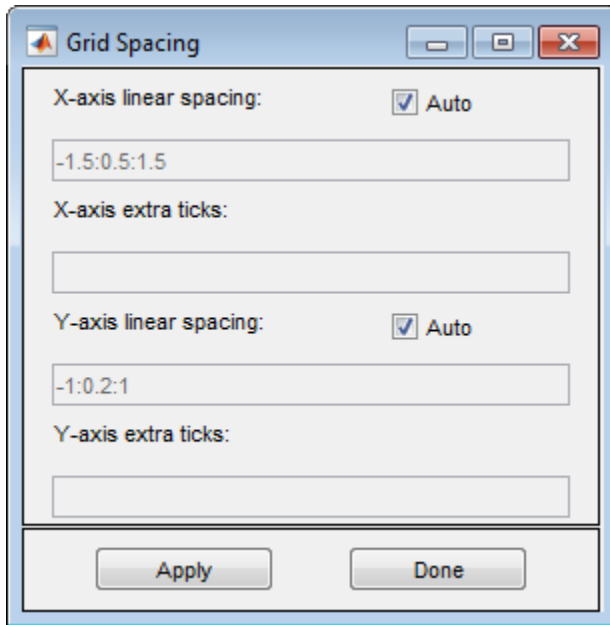 Grid Spacing
X-axis linear spacing: Auto
-1.5:0.5:1.5
X-axis extra ticks:
Y-axis linear spacing: Auto
-1:0.2:1
Y-axis extra ticks:
Apply Done